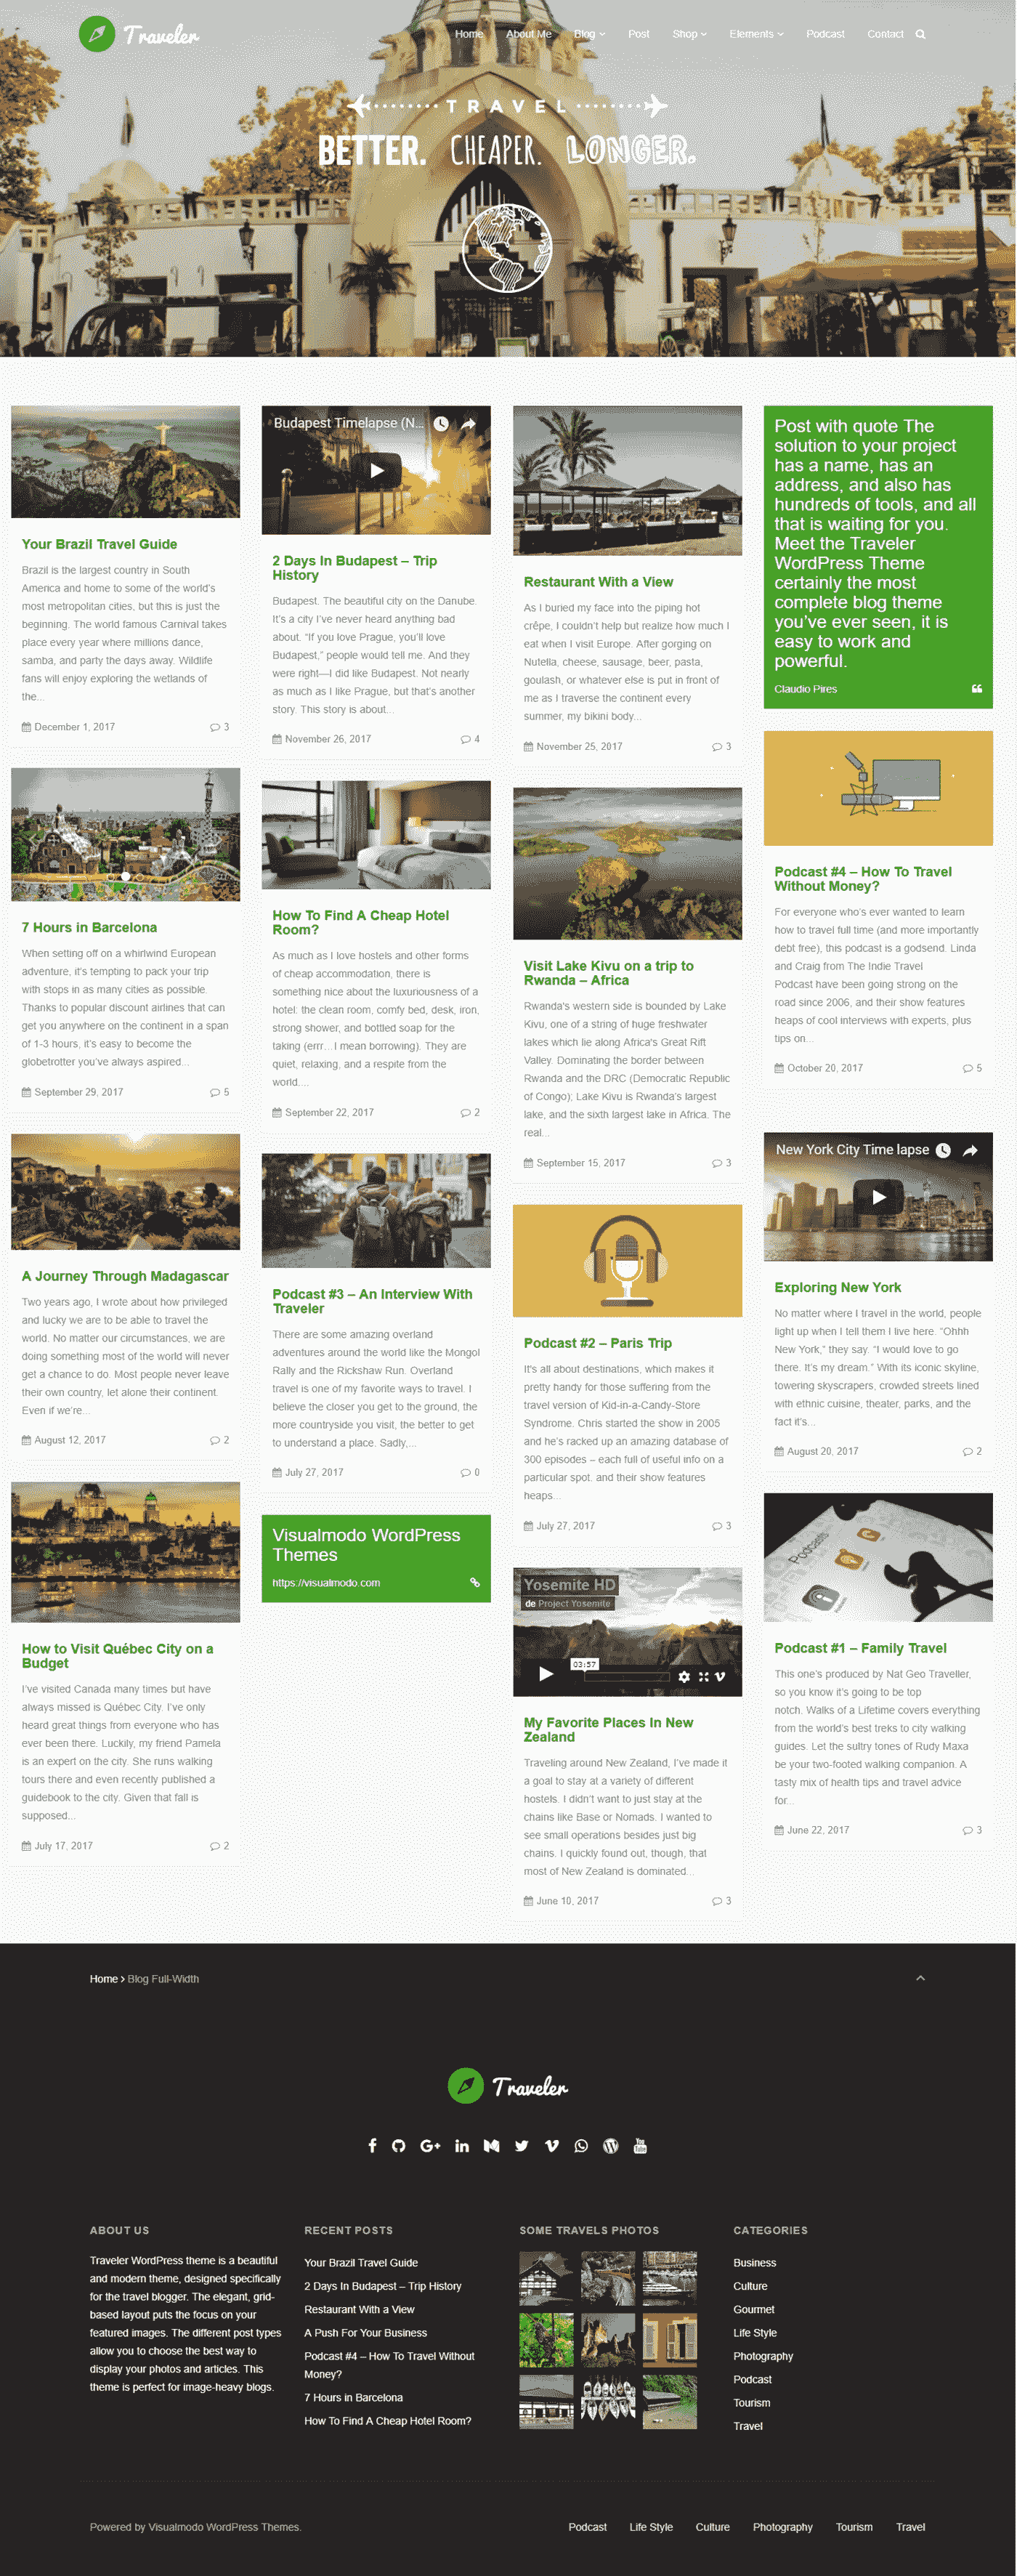 Traveler
Home About Me Blog Post Shop Elements Podcast Contact
TRAVEL
BETTER. CHEAPER. LONGER.
Your Brazil Travel Guide
Brazil is the largest country in South
America and home to some of the world's
most metropolitan cities, but this is just the
beginning. The world famous Carnival takes
place every year where millions dance,
samba, and party the days away. Wildlife
fans will enjoy exploring the wetlands of
the...
December 1, 2017 3
7 Hours in Barcelona
When setting off on a whirlwind European
adventure, it's tempting to pack your trip
with stops in as many cities as possible.
Thanks to popular discount airlines that can
get you anywhere on the continent in a span
of 1-3 hours, it's easy to become the
globetrotter you've always aspired...
September 29, 2017 5
A Journey Through Madagascar
Two years ago, I wrote about how privileged
and lucky we are to be able to travel the
world. No matter our circumstances, we are
doing something most of the world will never
get a chance to do. Most people never leave
their own country, let alone their continent.
Even if we're...
August 12, 2017 2
How to Visit Québec City on a
Budget
I've visited Canada many times but have
always missed is Québec City. I've only
heard great things from everyone who has
ever been there. Luckily, my friend Pamela
is an expert on the city. She runs walking
tours there and even recently published a
guidebook to the city. Given that fall is
supposed...
July 17, 2017 2
Budapest Timelapse (N...
2 Days In Budapest – Trip
History
Budapest. The beautiful city on the Danube.
It's a city I've never heard anything bad
about. “If you love Prague, you'll love
Budapest,” people would tell me. And they
were right—I did like Budapest. Not nearly
as much as I like Prague, but that's another
story. This story is about...
November 26, 2017 4
How To Find A Cheap Hotel
Room?
As much as I love hostels and other forms
of cheap accommodation, there is
something nice about the luxuriousness of a
hotel: the clean room, comfy bed, desk, iron,
strong shower, and bottled soap for the
taking (errr…I mean borrowing). They are
quiet, relaxing, and a respite from the
world....
September 22, 2017 2
Podcast #3 – An Interview With
Traveler
There are some amazing overland
adventures around the world like the Mongol
Rally and the Rickshaw Run. Overland
travel is one of my favorite ways to travel. I
believe the closer you get to the ground, the
more countryside you visit, the better to get
to understand a place. Sadly,...
July 27, 2017 0
Visualmodo WordPress
Themes
https://visualmodo.com
Restaurant With a View
As I buried my face into the piping hot
crêpe, I couldn't help but realize how much I
eat when I visit Europe. After gorging on
Nutella, cheese, sausage, beer, pasta,
goulash, or whatever else is put in front of
me as I traverse the continent every
summer, my bikini body...
November 25, 2017 3
Visit Lake Kivu on a trip to
Rwanda – Africa
Rwanda's western side is bounded by Lake
Kivu, one of a string of huge freshwater
lakes which lie along Africa's Great Rift
Valley. Dominating the border between
Rwanda and the DRC (Democratic Republic
of Congo); Lake Kivu is Rwanda's largest
lake, and the sixth largest lake in Africa. The
real...
September 15, 2017 3
Podcast #2 – Paris Trip
It's all about destinations, which makes it
pretty handy for those suffering from the
travel version of Kid-in-a-Candy-Store
Syndrome. Chris started the show in 2005
and he's racked up an amazing database of
300 episodes – each full of useful info on a
particular spot. and their show features
heaps...
July 27, 2017 3
Yosemite HD
de Project Yosemite
03:57
My Favorite Places In New
Zealand
Traveling around New Zealand, I've made it
a goal to stay at a variety of different
hostels. I didn't want to just stay at the
chains like Base or Nomads. I wanted to
see small operations besides just big
chains. I quickly found out, though, that
most of New Zealand is dominated...
June 10, 2017 3
Post with quote The
solution to your project
has a name, has an
address, and also has
hundreds of tools, and all
that is waiting for you.
Meet the Traveler
WordPress Theme
certainly the most
complete blog theme
you've ever seen, it is
easy to work and
powerful.
Claudio Pires
Podcast #4 – How To Travel
Without Money?
For everyone who's ever wanted to learn
how to travel full time (and more importantly
debt free), this podcast is a godsend. Linda
and Craig from The Indie Travel
Podcast have been going strong on the
road since 2006, and their show features
heaps of cool interviews with experts, plus
tips on...
October 20, 2017 5
New York City Time lapse
Exploring New York
No matter where I travel in the world, people
light up when I tell them I live here. “Ohhh
New York,” they say. “I would love to go
there. It's my dream.” With its iconic skyline,
towering skyscrapers, crowded streets lined
with ethnic cuisine, theater, parks, and the
fact it's...
August 20, 2017 2
Podcasts
Podcast #1 – Family Travel
This one's produced by Nat Geo Traveller,
so you know it's going to be top
notch. Walks of a Lifetime covers everything
from the world's best treks to city walking
guides. Let the sultry tones of Rudy Maxa
be your two-footed walking companion. A
tasty mix of health tips and travel advice
for...
June 22, 2017 3
Home > Blog Full-Width
Traveler
ABOUT US
Traveler WordPress theme is a beautiful
and modern theme, designed specifically
for the travel blogger. The elegant, grid-
based layout puts the focus on your
featured images. The different post types
allow you to choose the best way to
display your photos and articles. This
theme is perfect for image-heavy blogs.
RECENT POSTS
Your Brazil Travel Guide
2 Days In Budapest – Trip History
Restaurant With a View
A Push For Your Business
Podcast #4 – How To Travel Without
Money?
7 Hours in Barcelona
How To Find A Cheap Hotel Room?
SOME TRAVELS PHOTOS
CATEGORIES
Business
Culture
Gourmet
Life Style
Photography
Podcast
Tourism
Travel
Powered by Visualmodo WordPress Themes.
Podcast Life Style Culture Photography Tourism Travel